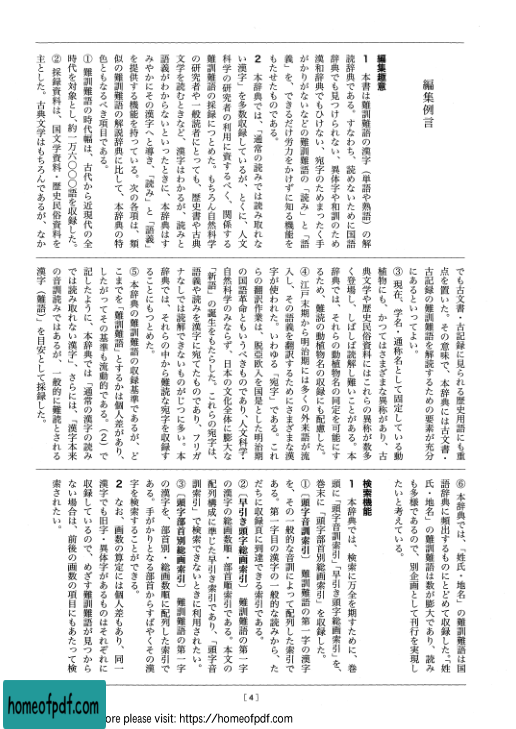 編集例言
編集趣意
1 本書は難訓難語の漢字(単語や熟語)の解
読辞典である。すなわち、読めないために国語
辞典でも見つけられない、異体字や和訓のため
漢和辞典でもひけない、宛字のためまったく手
がかりがないなどの難訓難語の「読み」と「語
義」を、できるだけ労力をかけずに知る機能を
もたせたものである。
2 本辞典では、「通常の読みでは読み取れな
い漢字」を多数収録しているが、とくに、人文
科学の研究者の利用に資するべく、関係する
難訓難語の採録につとめた。もちろん自然科学
の研究者や一般読者にとっても、歴史書や古典
文学を読むときなど、漢字はわかるが、読みと
語義がわからないといったときに、本辞典はす
みやかにその漢字へと導き、「読み」と「語義」
を提供する機能を持っている。次の各項は、類
似の難訓難語の解説辞典に比して、本辞典の特
色ともなるべき項目である。
① 難訓難語の時代幅は、古代から近現代の全
時代を対象とし、約一万六〇〇〇語を収録した。
② 採録資料は、国文学資料・歴史民俗資料を
主とした。古典文学はもちろんであるが、なか
でも古文書・古記録に見られる歴史用語にも重
点を置いた。その意味で、本辞典には古文書・
古記録の難訓難語を解読するための要素が充分
にあるといってよい。
③ 現在、学名・通称名として固定している動
植物にも、かつてはさまざまな異称があり、古
典文学や歴史民俗資料にはこれらの異称が数多
く登場し、しばしば読解し難いことがある。本
辞典では、それらの動植物名の同定を可能にす
るため、難読の動植物名の収録にも配慮した。
④ 江戸末期から明治期には多くの外来語が流
入し、その語義を翻訳するためにさまざまな漢
字が使われた。いわゆる「宛字」である。これ
らの翻訳作業は、脱亞欧入を国是とした明治期
の国語革命ともいうべきものであり、人文科学・
自然科学のみならず、日本の文化全体に膨大な
「新語」の誕生をもたらした。これらの宛字は、
語義や読みを漢字に宛てたものであり、フリガ
ナなしでは読解できないものがじつに多い。本
辞典では、それらの中から難読な宛字を収録す
ることにもつとめた。
⑤ 本辞典の難訓難語の収録基準であるが、ど
こまでを「難訓難語」とするかは個人差があり、
したがってその基準も流動的である。(2)で
記したように、本辞典では「通常の漢字の読み
では読み取れない漢字」、さらには、「漢字本来
の音訓読みではあるが、一般的に難読とされる
漢字(難語)」を目安として採録した。
⑥ 本辞典では、「姓氏・地名」の難訓難語は国
語辞典に頻出するものにとどめて収録した。「姓
氏・地名」の難訓難語は数が膨大であり、読み
も多様であるので、別企画として刊行を実現し
たいと考えている。
検索機能
1 本辞典では、検索に万全を期すために、巻
頭に「頭字音訓索引」「早引き頭字総画索引」を、
巻末に「頭字部首別総画索引」を収録した。
①〔頭字音訓索引〕 難訓難語の第一字の漢字
を、その一般的な音訓によって配列した索引で
ある。第一字目の漢字の一般的な読みから、た
だちに収録頁に到達できる索引である。
②〔早引き頭字総画索引〕 難訓難語の第一字
の漢字の総画数順・部首順索引である。本文の
配列構成に準じた早引き索引であり、「頭字音
訓索引」で検索できないときに利用されたい。
③〔頭字部首別総画索引〕 難訓難語の第一字
の漢字を、部首別・総画数順に配列した索引で
ある。手がかりとなる部首からすばやくその漢
字を検索することができる。
2 なお、画数の算定には個人差もあり、同一
漢字でも旧字・異体字があるものはそれぞれに
収録しているので、めざす難訓難語が見つから
ない場合は、前後の画数の項目にもあたって検
索されたい。
[ 4 ]
homeofpdf.com
ore please visit: https://homeofpdf.com